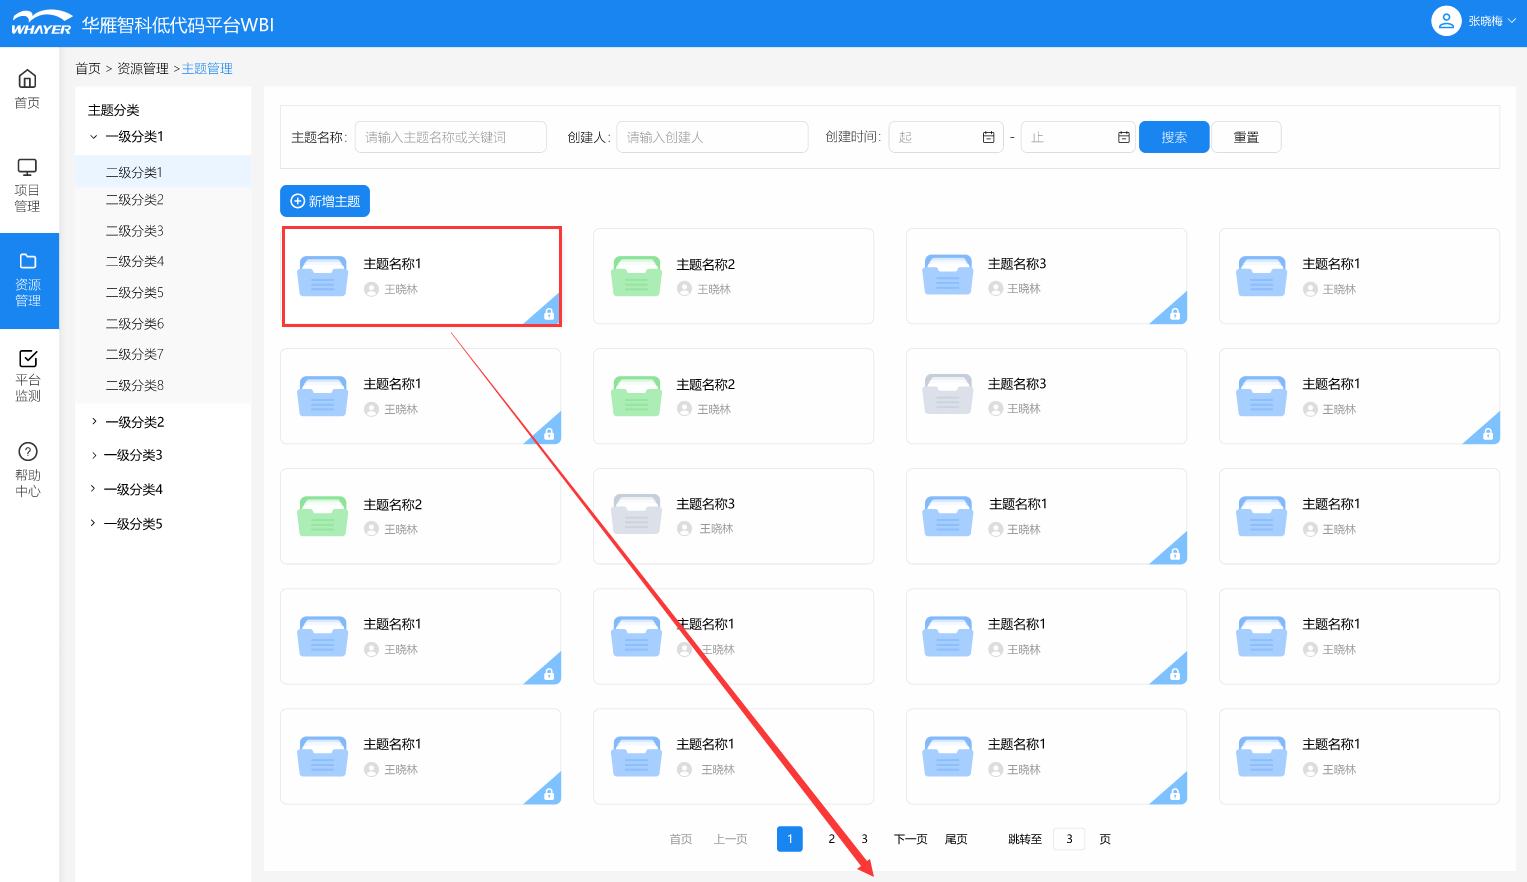 WHAYER 华雁智科低代码平台WBI
张晓梅
首页
项目
管理
资源
管理
平台
监测
帮助
中心
首页 > 资源管理 >主题管理
主题分类
一级分类1
二级分类1
二级分类2
二级分类3
二级分类4
二级分类5
二级分类6
二级分类7
二级分类8
一级分类2
一级分类3
一级分类4
一级分类5
主题名称: 请输入主题名称或关键词 创建人: 请输入创建人 创建时间: 起 - 止 搜索 重置
新增主题
主题名称1 主题名称2 主题名称3 主题名称1
王晓林 王晓林 王晓林 王晓林
主题名称1 主题名称2 主题名称3 主题名称1
王晓林 王晓林 王晓林 王晓林
主题名称2 主题名称3 主题名称1 主题名称1
王晓林 王晓林 王晓林 王晓林
主题名称1 主题名称1 主题名称1 主题名称1
王晓林 王晓林 王晓林 王晓林
主题名称1 主题名称1 主题名称1 主题名称1
王晓林 王晓林 王晓林 王晓林
首页 上一页 1 2 3 下一页 尾页 跳转至 3 页